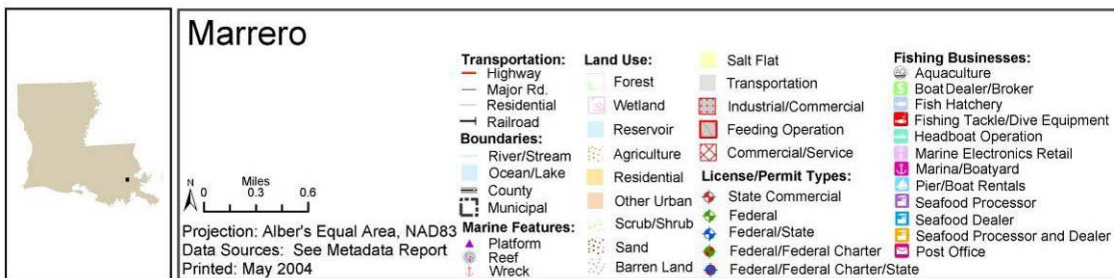 Marrero
N
Miles
0 0.3 0.6
Projection: Alber's Equal Area, NAD83
Data Sources: See Metadata Report
Printed: May 2004
Transportation:
Highway
Major Rd.
Residential
Railroad
Boundaries:
River/Stream
Ocean/Lake
County
Municipal
Marine Features:
Platform
Reef
Wreck
Land Use:
Forest
Wetland
Reservoir
Agriculture
Residential
Other Urban
Scrub/Shrub
Sand
Barren Land
Salt Flat
Transportation
Industrial/Commercial
Feeding Operation
Commercial/Service
License/Permit Types:
State Commercial
Federal
Federal/State
Federal/Federal Charter
Federal/Federal Charter/State
Fishing Businesses:
Aquaculture
Boat Dealer/Broker
Fish Hatchery
Fishing Tackle/Dive Equipment
Headboat Operation
Marine Electronics Retail
Marina/Boatyard
Pier/Boat Rentals
Seafood Processor
Seafood Dealer
Seafood Processor and Dealer
Post Office